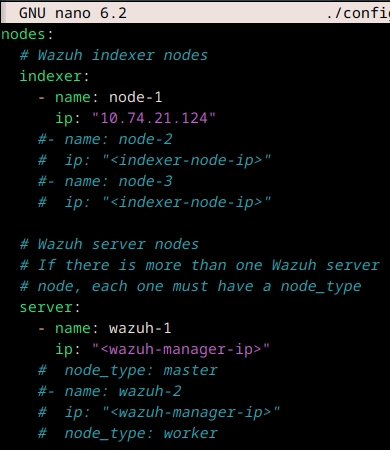 GNU nano 6.2 ./config
nodes:
  # Wazuh indexer nodes
  indexer:
    - name: node-1
      ip: "10.74.21.124"
    #- name: node-2
    #  ip: "<indexer-node-ip>"
    #- name: node-3
    #  ip: "<indexer-node-ip>"

  # Wazuh server nodes
  # If there is more than one Wazuh server
  # node, each one must have a node_type
  server:
    - name: wazuh-1
      ip: "<wazuh-manager-ip>"
    #  node_type: master
    #- name: wazuh-2
    #  ip: "<wazuh-manager-ip>"
    #  node_type: worker